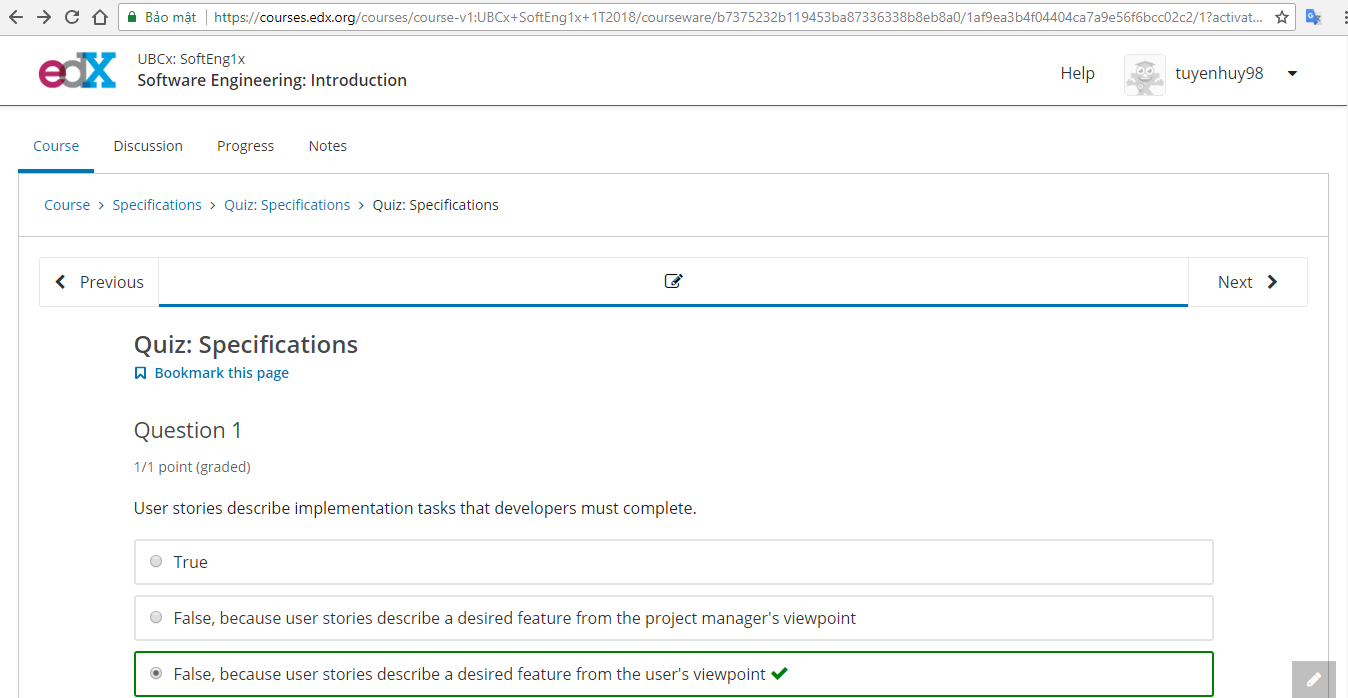 Bảo mật https://courses.edx.org/courses/course-v1:UBCx+SoftEng1x+1T2018/courseware/b7375232b119453ba87336338b8eb8a0/1af9ea3b4f04404ca7a9e56f6bcc02c2/1?activat...
edX
UBCx: SoftEng1x
Software Engineering: Introduction
Help
tuyenhuy98
Course Discussion Progress Notes
Course > Specifications > Quiz: Specifications > Quiz: Specifications
Previous Next
Quiz: Specifications
Bookmark this page
Question 1
1/1 point (graded)
User stories describe implementation tasks that developers must complete.
True
False, because user stories describe a desired feature from the project manager's viewpoint
False, because user stories describe a desired feature from the user's viewpoint